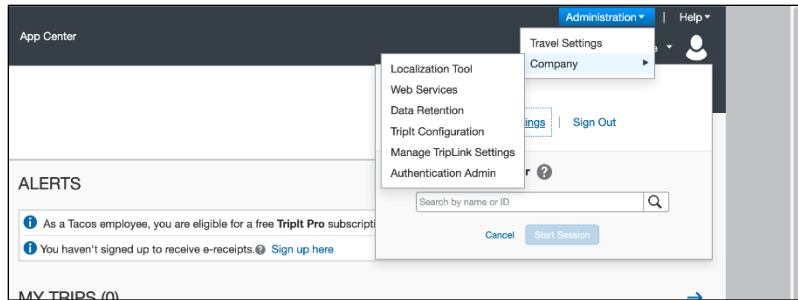 Administration | Help
App Center
Travel Settings
Company
Localization Tool
Web Services
Data Retention
TripIt Configuration
Manage TripLink Settings
Authentication Admin
ings | Sign Out
r
Search by name or ID
Cancel Start Session
ALERTS
As a Tacos employee, you are eligible for a free TripIt Pro subscripti
You haven't signed up to receive e-receipts. Sign up here
MY TRIPS (0)